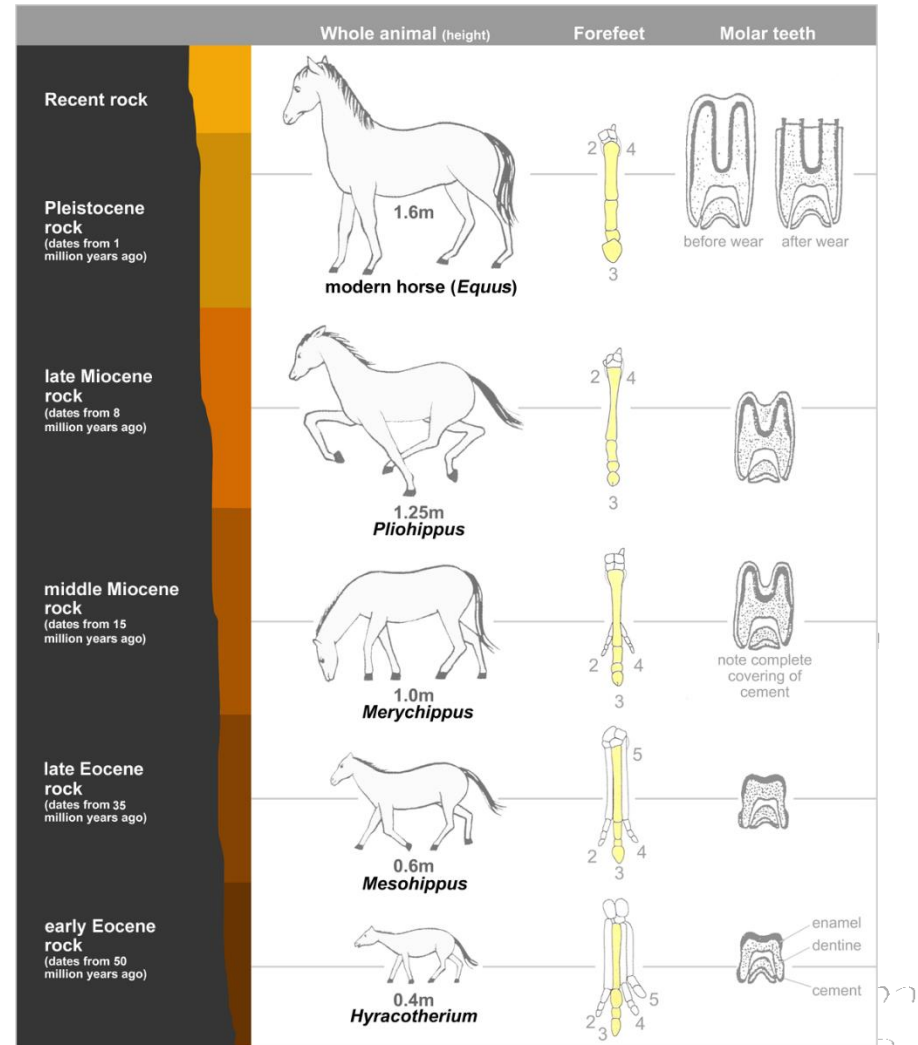 Whole animal (height) Forefeet Molar teeth
Recent rock
2 4
1.6m
before wear after wear
3
modern horse (Equus)
Pleistocene
rock
(dates from 1
million years ago)
late Miocene
rock
(dates from 8
million years ago)
2 4
3
1.25m
Pliohippus
middle Miocene
rock
(dates from 15
million years ago)
2 4
3
note complete
covering of
cement
1.0m
Merychippus
late Eocene
rock
(dates from 35
million years ago)
5
2 4
3
0.6m
Mesohippus
early Eocene
rock
(dates from 50
million years ago)
enamel
dentine
cement
5
2 4
3
0.4m
Hyracotherium